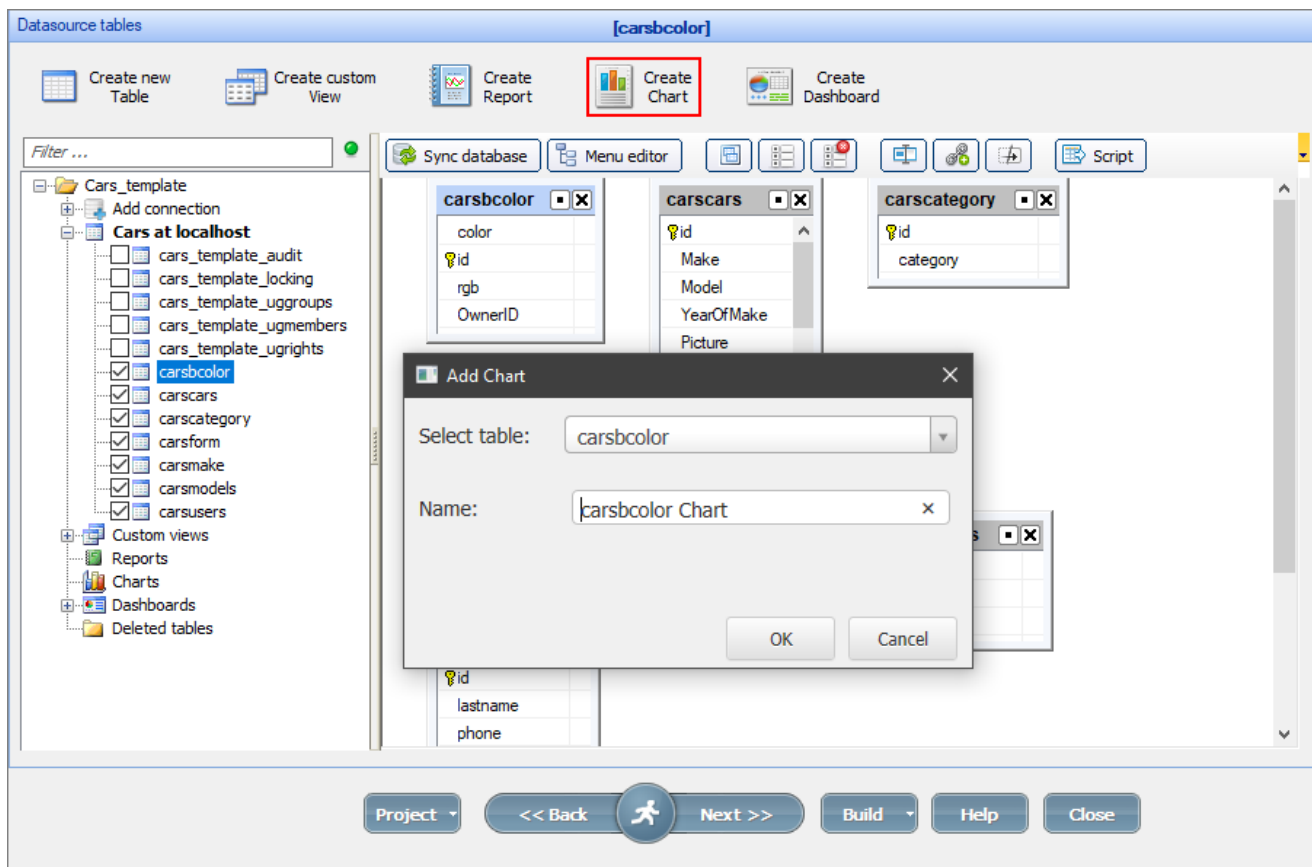 Datasource tables
[carsbcolor]
Create new
Table
Create custom
View
Create
Report
Create
Chart
Create
Dashboard
Filter ...
Sync database
Menu editor
Script
Cars_template
Add connection
Cars at localhost
cars_template_audit
cars_template_locking
cars_template_uggroups
cars_template_ugmembers
cars_template_ugrights
carsbcolor
carscars
carscategory
carsform
carsmake
carsmodels
carsusers
Custom views
Reports
Charts
Dashboards
Deleted tables
carsbcolor
color
id
rgb
OwnerID
carscars
id
Make
Model
YearOfMake
Picture
carscategory
id
category
Add Chart
Select table:
carsbcolor
Name:
carsbcolor Chart
OK
Cancel
s
id
lastname
phone
Project
<< Back
Next >>
Build
Help
Close